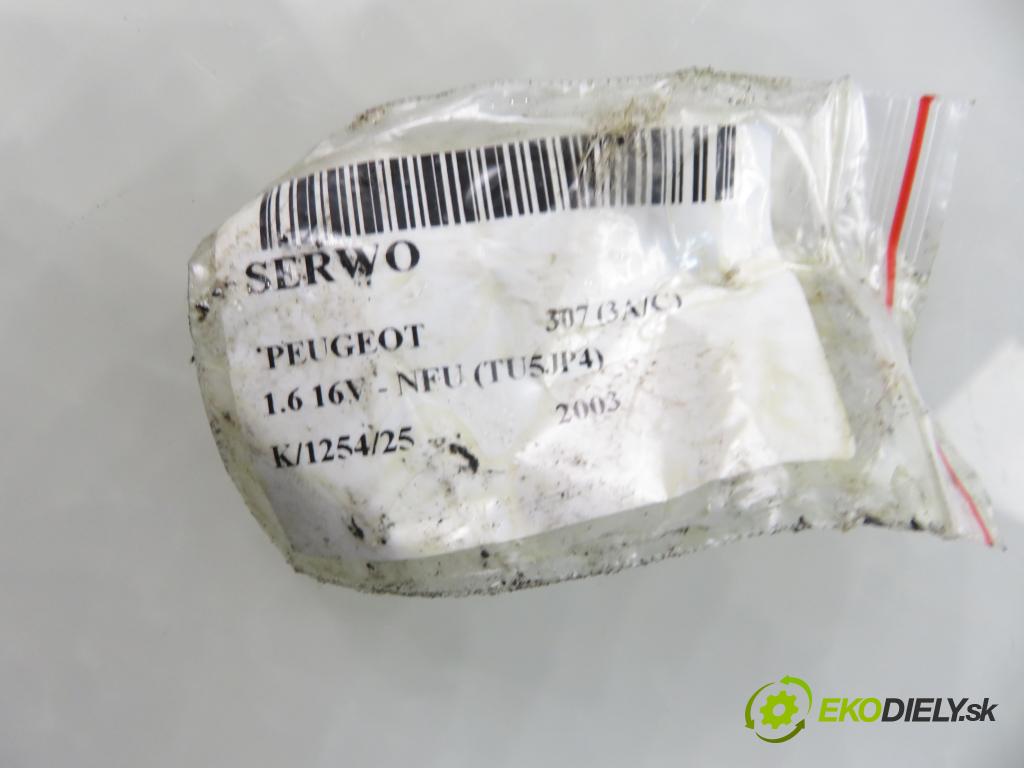 SERWO
PEUGEOT 307 (3A/C)
1.6 16V - NFU (TU5JP4)
K/1254/25 2003
EKODIELY.sk